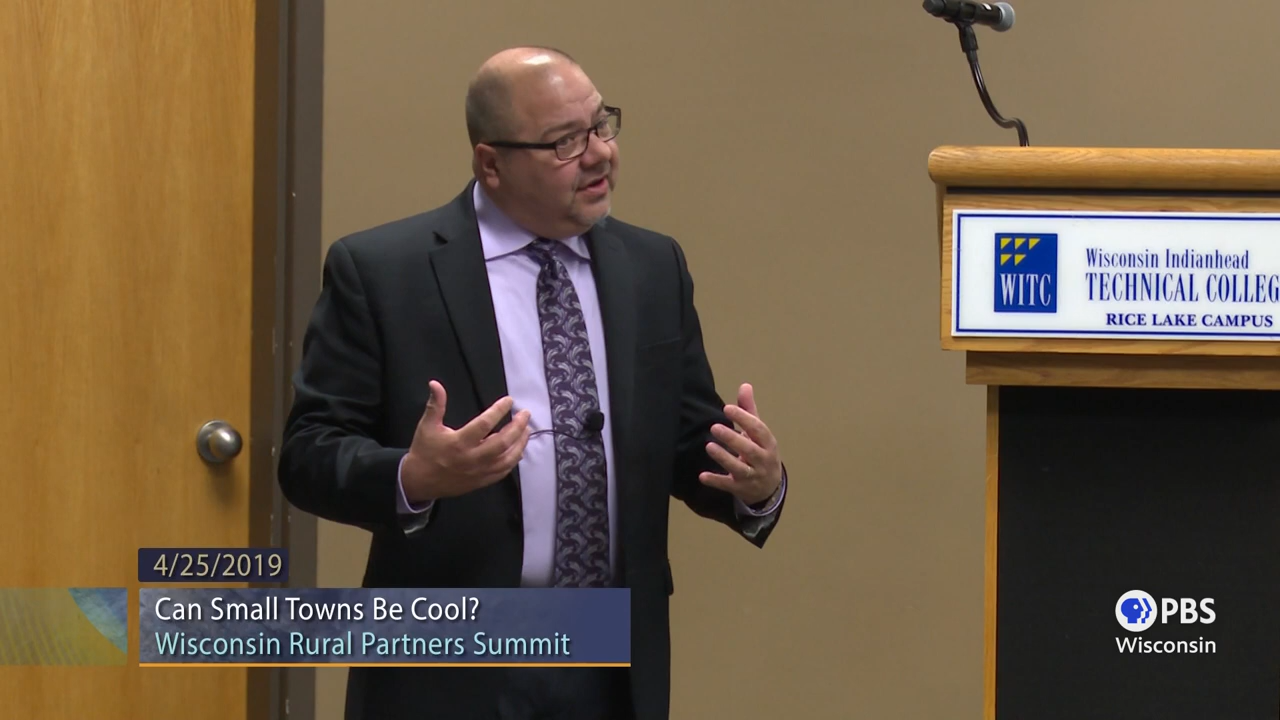 WITC
Wisconsin Indianhead
TECHNICAL COLLEG
RICE LAKE CAMPUS
4/25/2019
Can Small Towns Be Cool?
Wisconsin Rural Partners Summit
PBS
Wisconsin